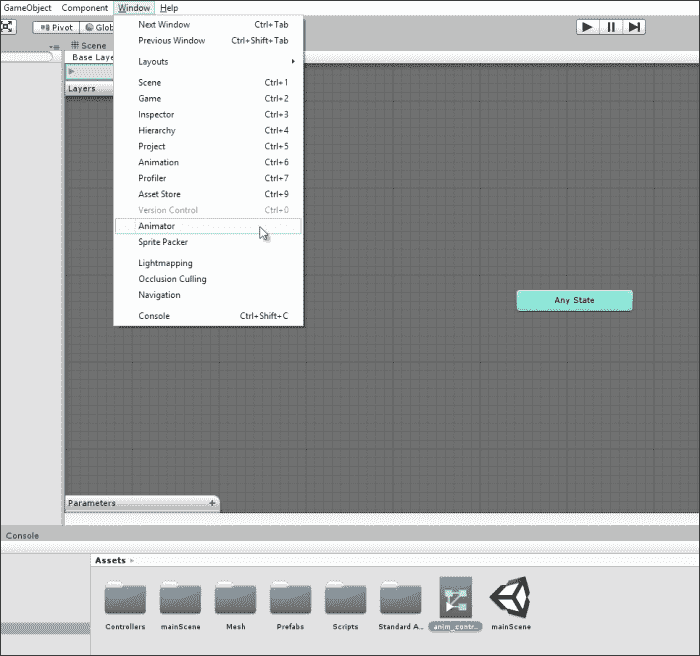 GameObject Component Window Help
Pivot Glob
Scene
Base Laye
Layers
Next Window Ctrl+Tab
Previous Window Ctrl+Shift+Tab
Layouts
Scene Ctrl+1
Game Ctrl+2
Inspector Ctrl+3
Hierarchy Ctrl+4
Project Ctrl+5
Animation Ctrl+6
Profiler Ctrl+7
Asset Store Ctrl+9
Version Control Ctrl+0
Animator
Sprite Packer
Lightmapping
Occlusion Culling
Navigation
Console Ctrl+Shift+C
Any State
Parameters +
Console
Assets
Controllers mainScene Mesh Prefabs Scripts Standard A.. anim_contr.. mainScene